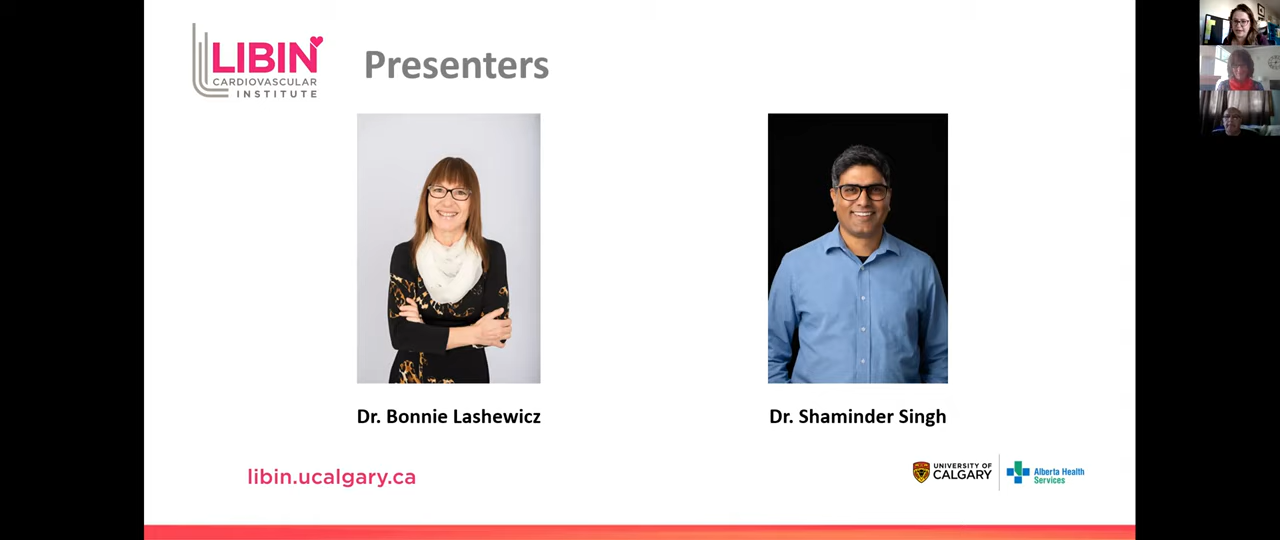 LIBIN
CARDIOVASCULAR
INSTITUTE
Presenters
Dr. Bonnie Lashewicz
Dr. Shaminder Singh
libin.ucalgary.ca
UNIVERSITY OF
CALGARY
Alberta Health
Services